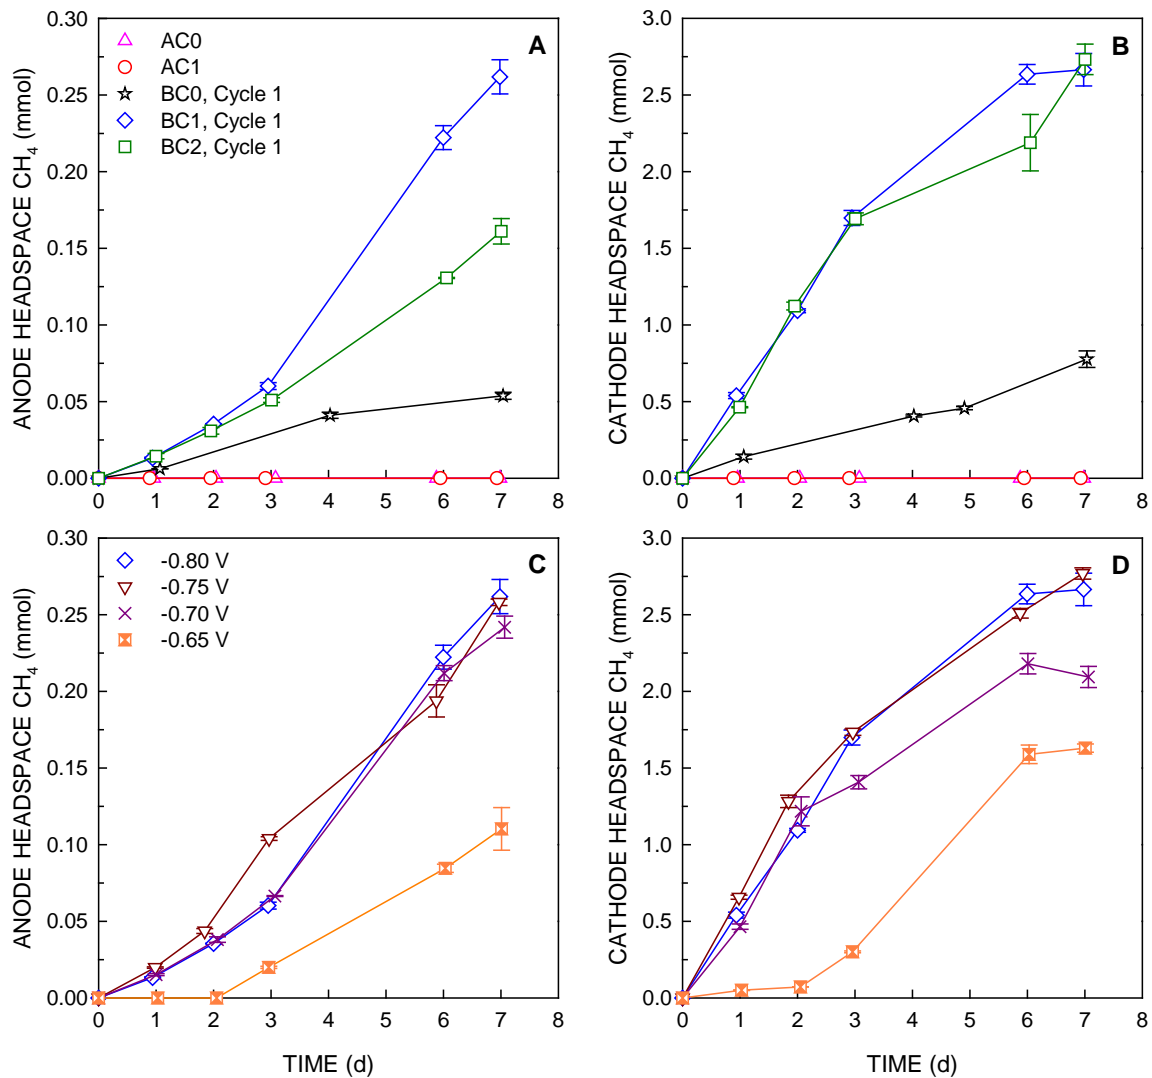 A
AC0
AC1
BC0, Cycle 1
BC1, Cycle 1
BC2, Cycle 1
ANODE HEADSPACE CH₄ (mmol)
0.30
0.25
0.20
0.15
0.10
0.05
0.00
0 1 2 3 4 5 6 7 8
B
CATHODE HEADSPACE CH₄ (mmol)
3.0
2.5
2.0
1.5
1.0
0.5
0.0
0 1 2 3 4 5 6 7 8
C
-0.80 V
-0.75 V
-0.70 V
-0.65 V
ANODE HEADSPACE CH₄ (mmol)
0.30
0.25
0.20
0.15
0.10
0.05
0.00
0 1 2 3 4 5 6 7 8
TIME (d)
D
CATHODE HEADSPACE CH₄ (mmol)
3.0
2.5
2.0
1.5
1.0
0.5
0.0
0 1 2 3 4 5 6 7 8
TIME (d)